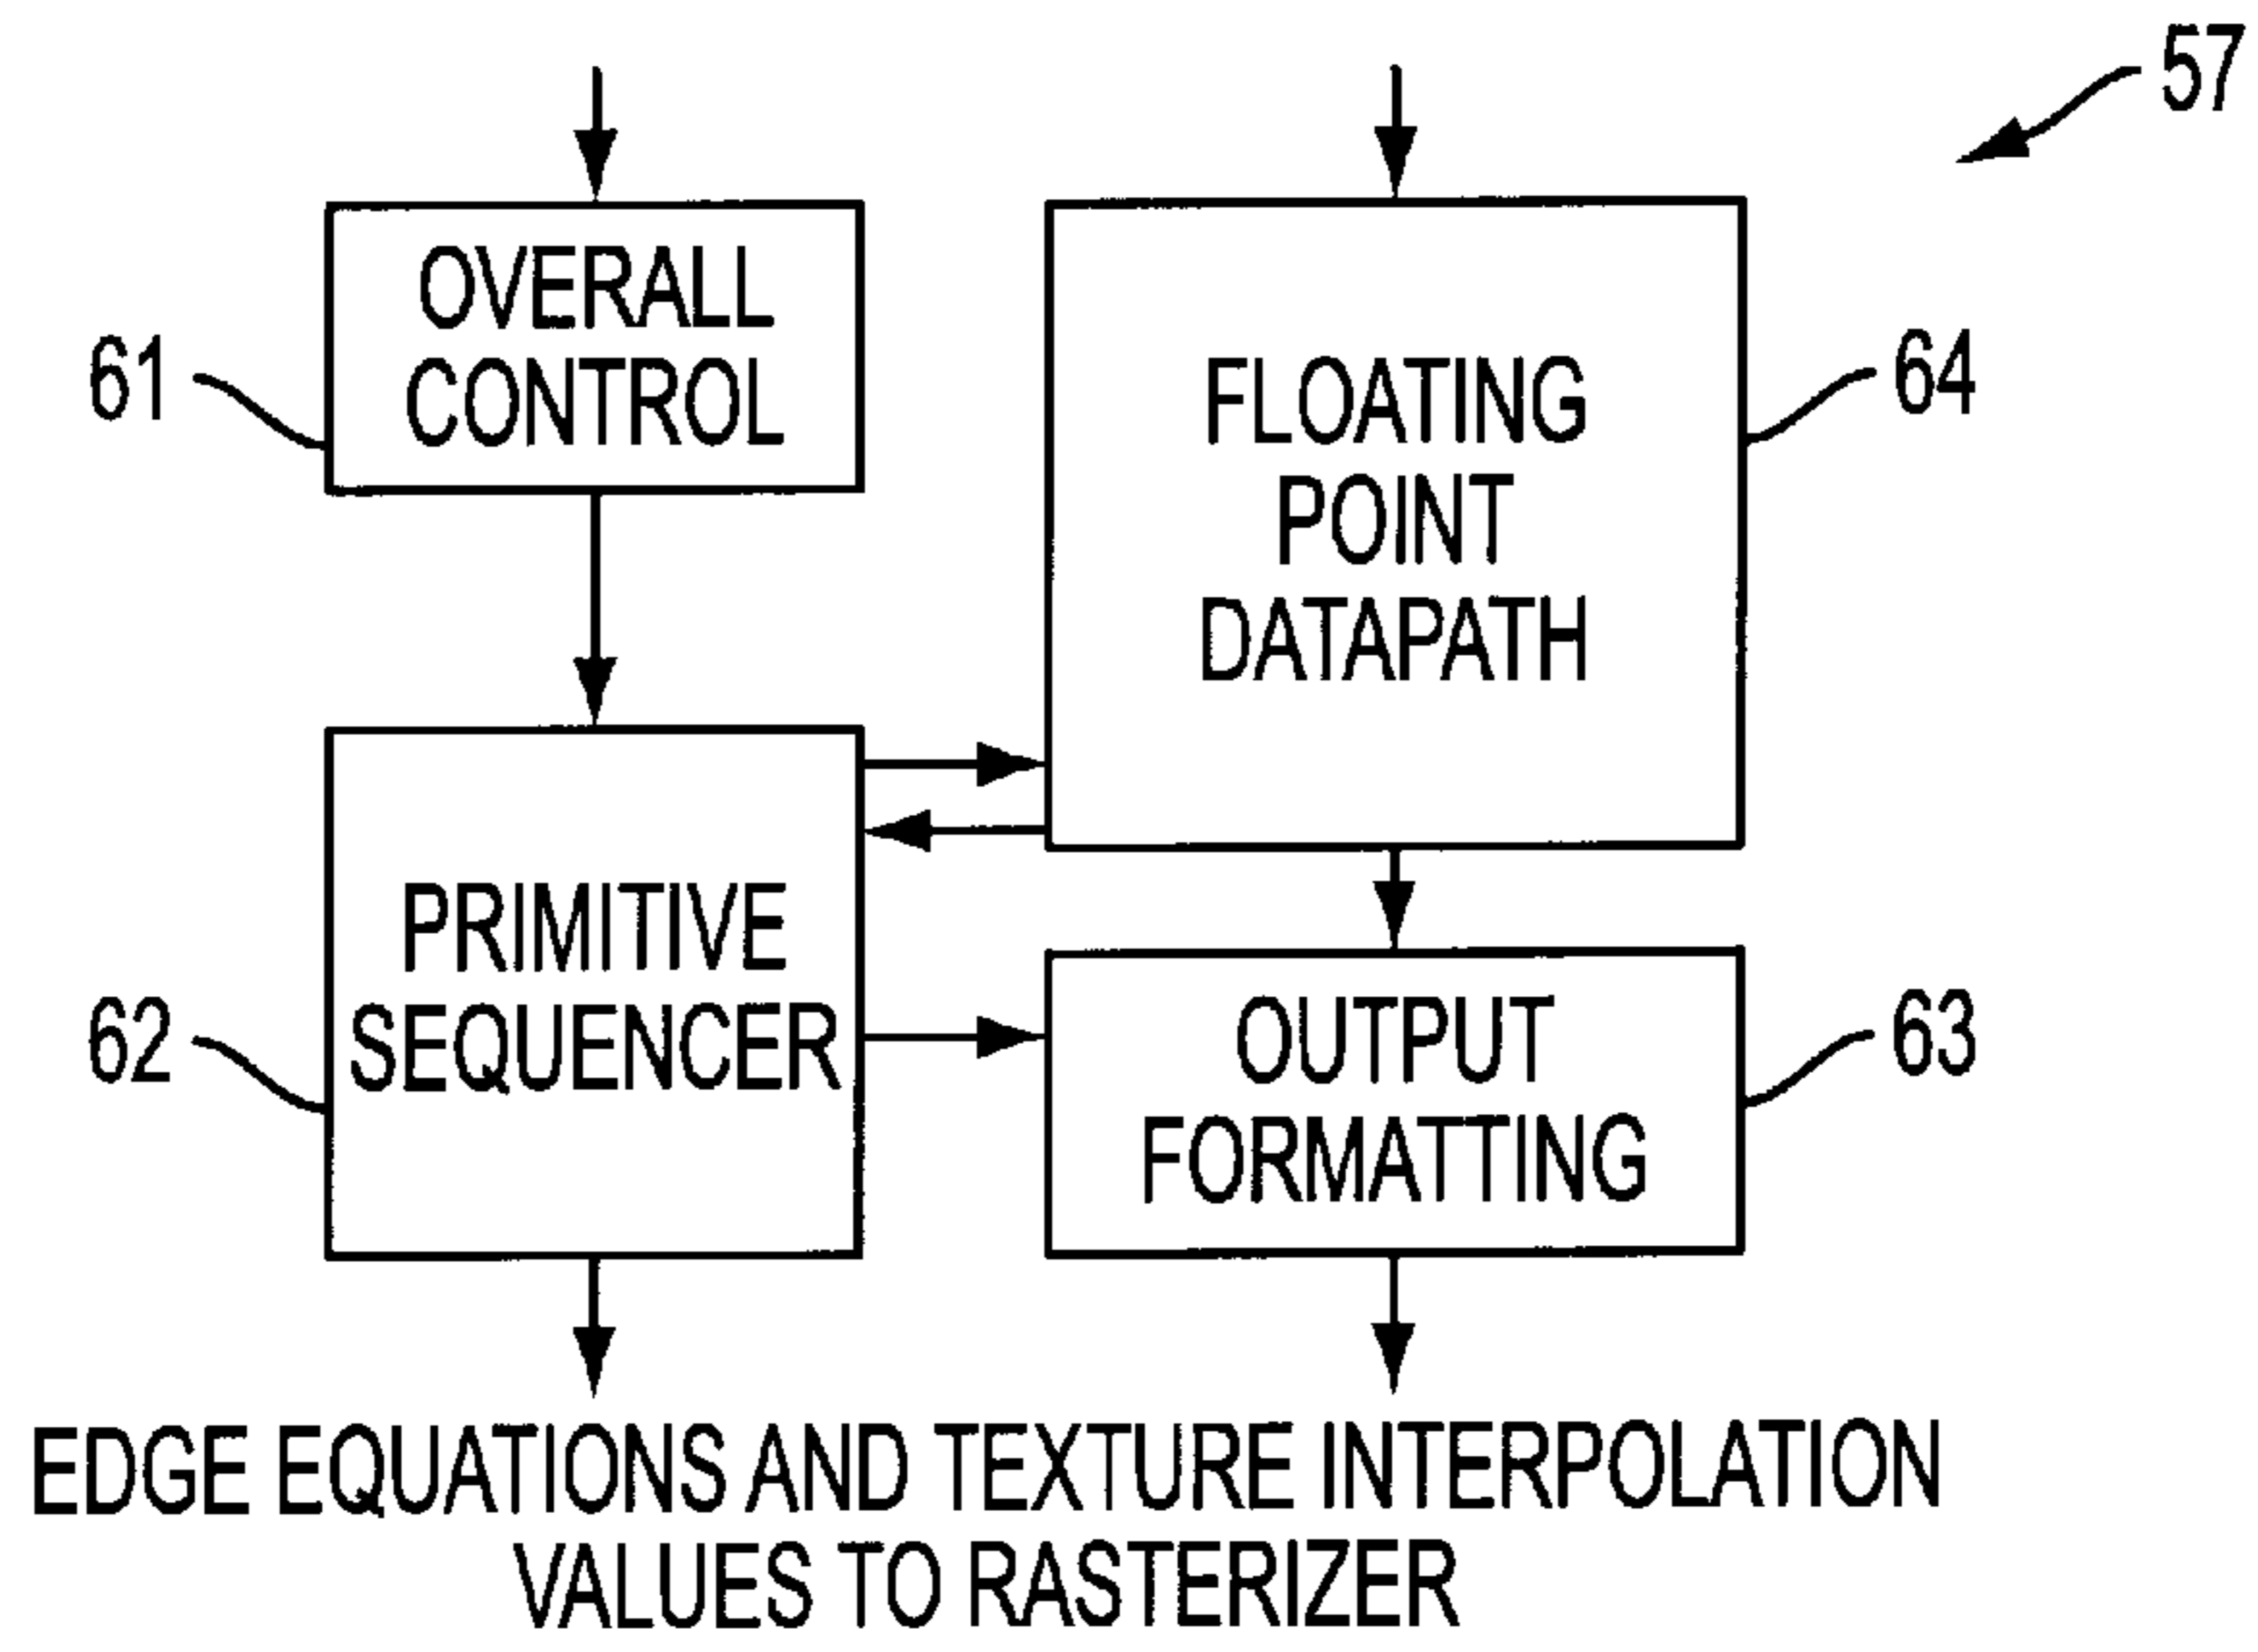 57
OVERALL
CONTROL
61
FLOATING
POINT
DATAPATH
64
PRIMITIVE
SEQUENCER
62
OUTPUT
FORMATTING
63
EDGE EQUATIONS AND TEXTURE INTERPOLATION
VALUES TO RASTERIZER